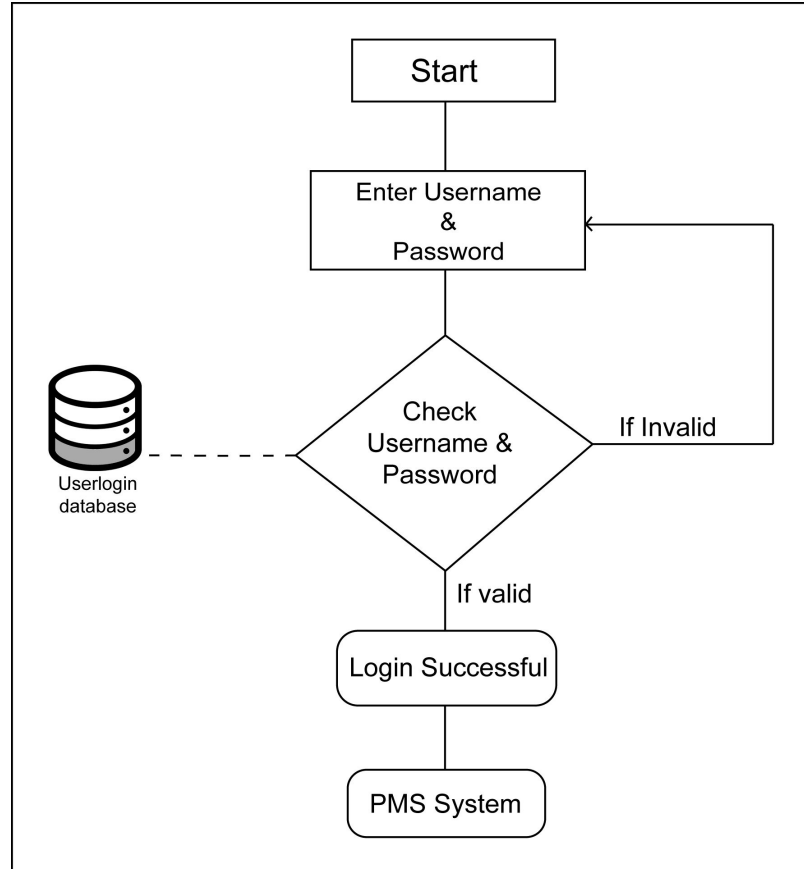 Start
Enter Username
&
Password
Check
Username &
Password
If Invalid
Userlogin
database
If valid
Login Successful
PMS System